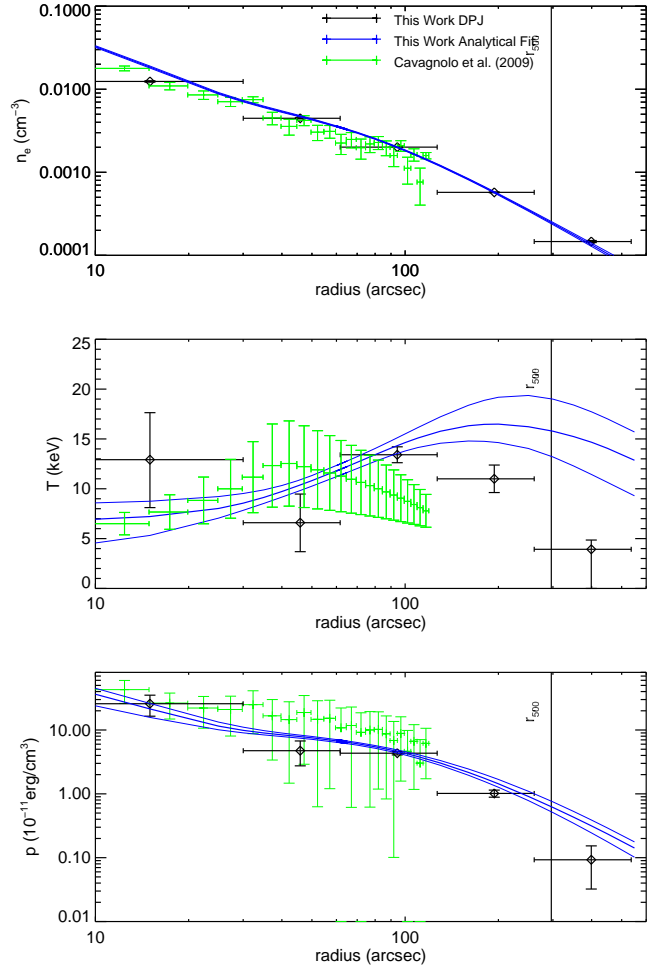 0.1000
0.0100
0.0010
0.0001
n_e (cm^-3)
This Work DPJ
This Work Analytical Fit
Cavagnolo et al. (2009)
r_500
10
100
radius (arcsec)
25
20
15
10
5
0
T (keV)
r_500
10
100
radius (arcsec)
10.00
1.00
0.10
0.01
p (10^-11 erg/cm^3)
r_500
10
100
radius (arcsec)